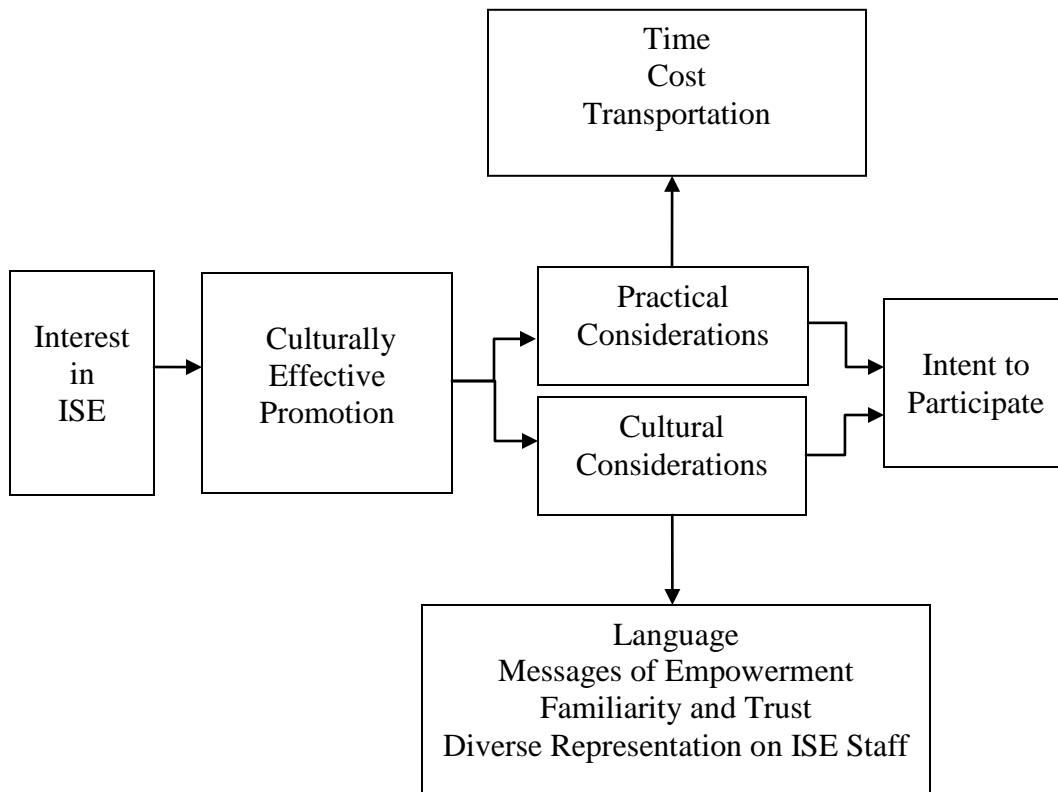 Time
Cost
Transportation
Interest
in
ISE
Culturally
Effective
Promotion
Practical
Considerations
Cultural
Considerations
Intent to
Participate
Language
Messages of Empowerment
Familiarity and Trust
Diverse Representation on ISE Staff